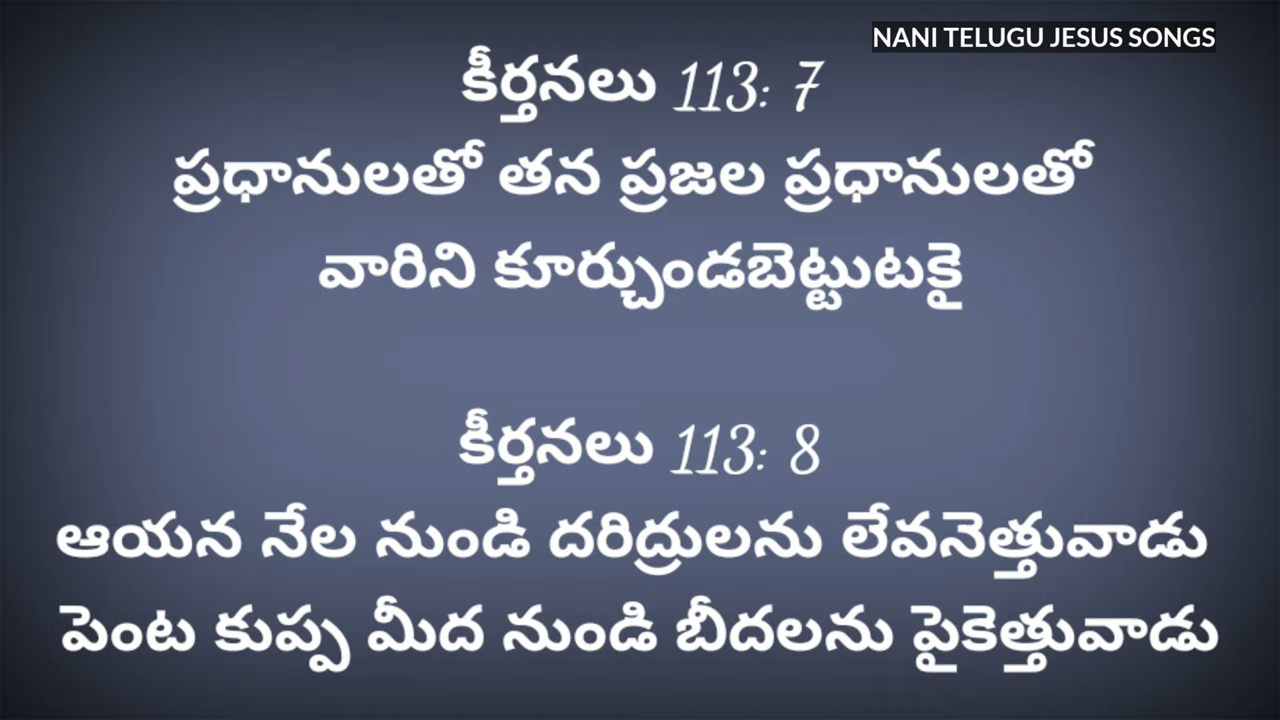 NANI TELUGU JESUS SONGS
కీర్తనలు 113: 7
ప్రధానులతో తన ప్రజల ప్రధానులతో
వారిని కూర్చుండబెట్టుటకై
కీర్తనలు 113: 8
ఆయన నేల నుండి దరిద్రులను లేవనెత్తువాడు
పెంట కుప్ప మీద నుండి బీదలను పైకెత్తువాడు